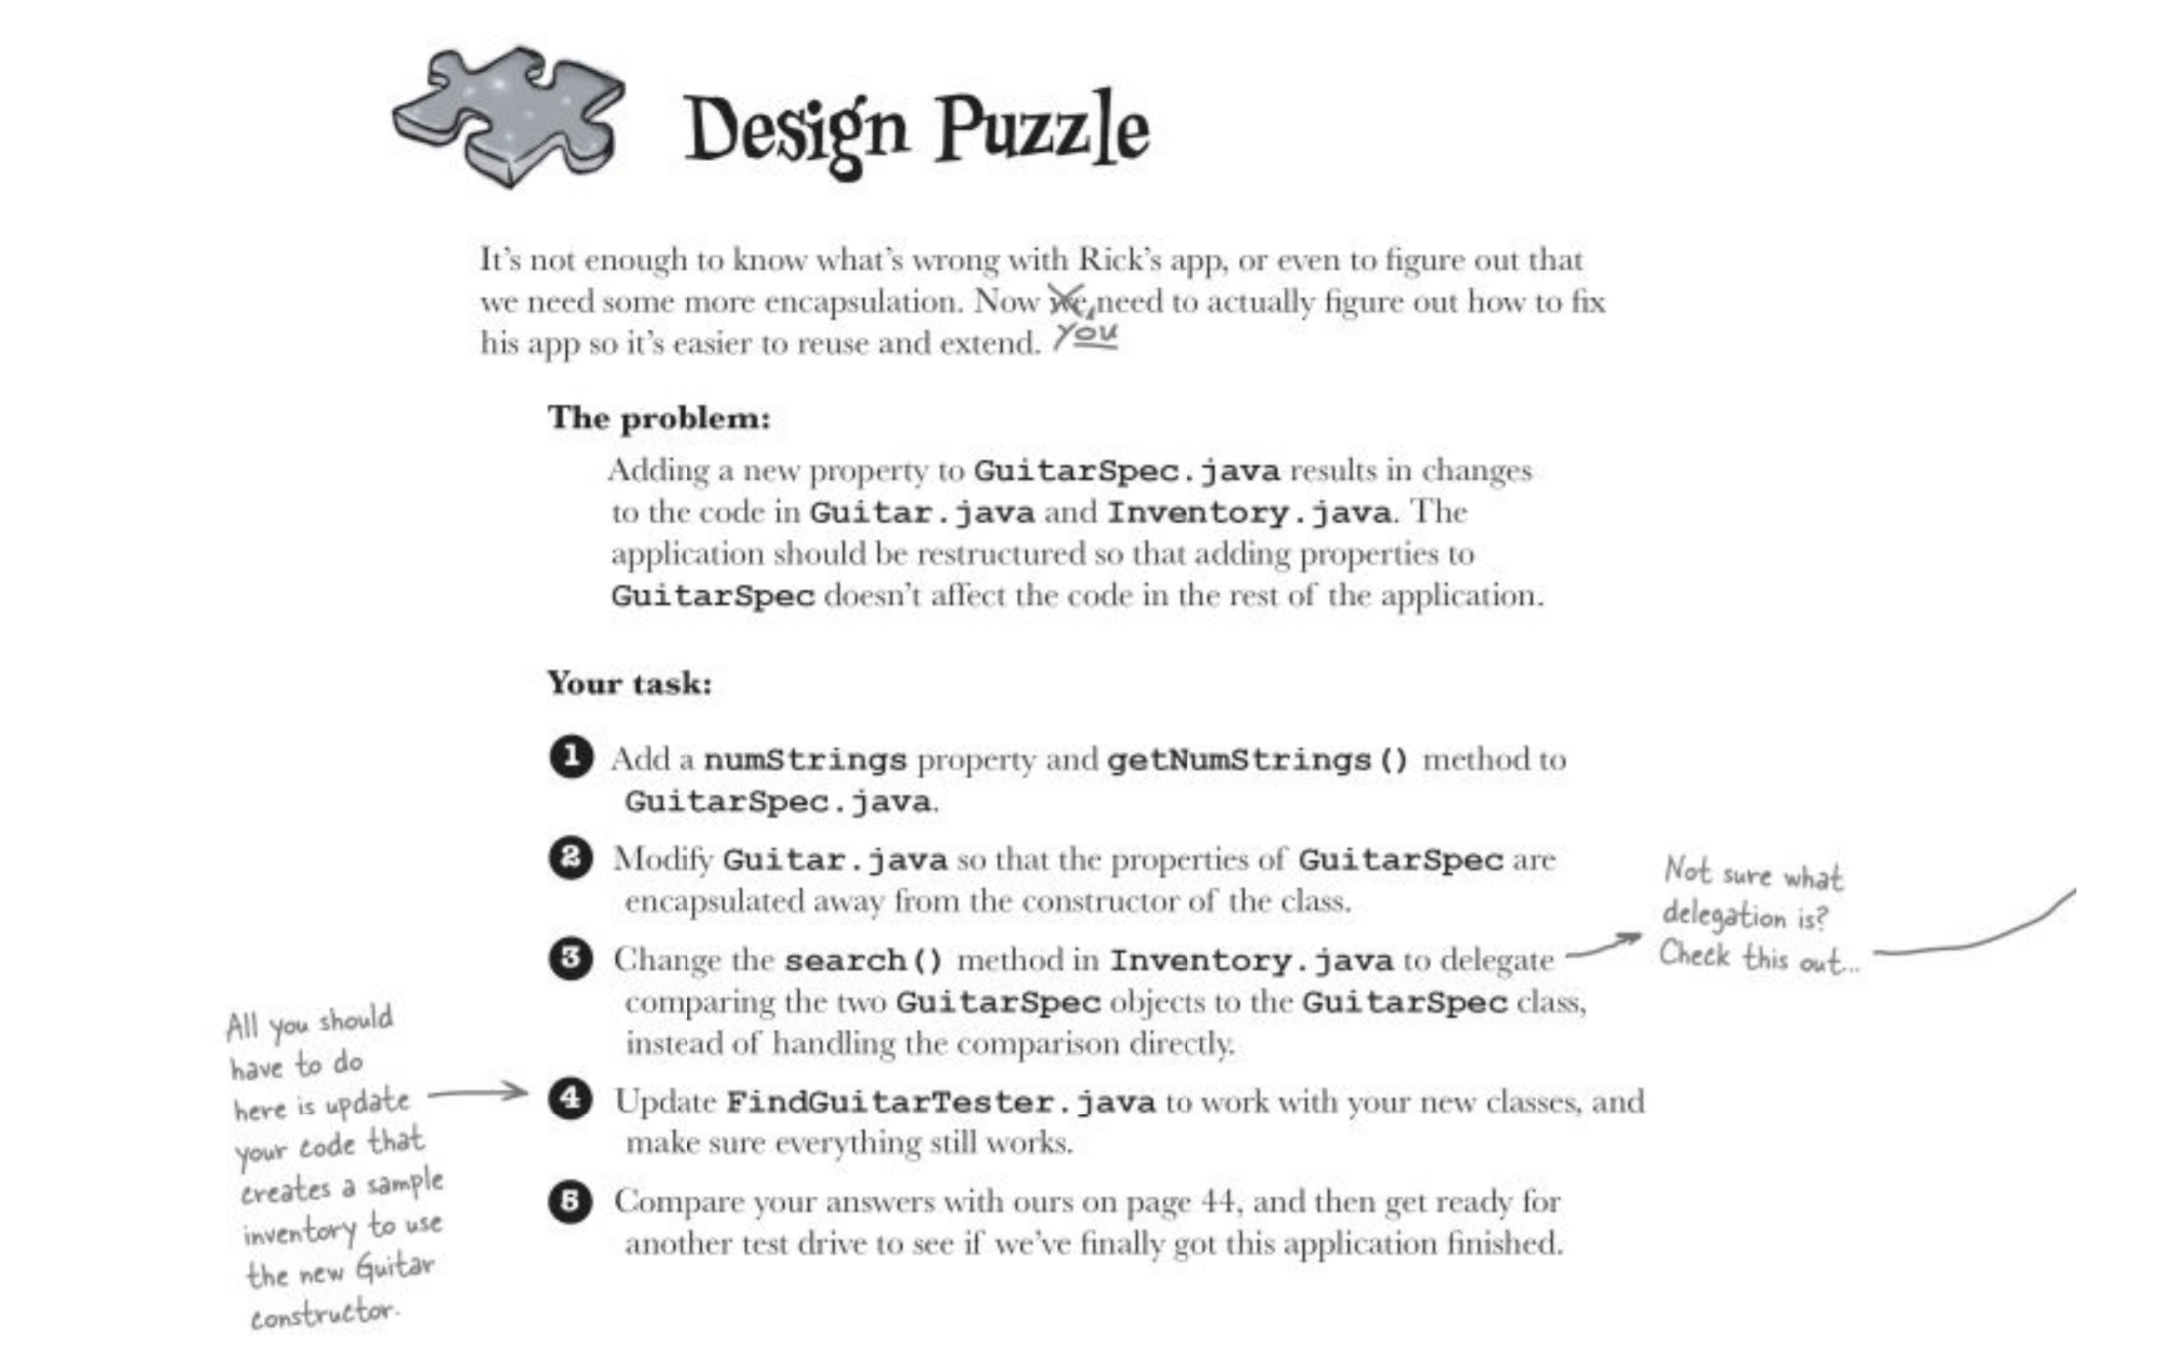 Design Puzzle
It's not enough to know what's wrong with Rick's app, or even to figure out that
we need some more encapsulation. Now we need to actually figure out how to fix
you
his app so it's easier to reuse and extend.
The problem:
Adding a new property to GuitarSpec.java results in changes
to the code in Guitar.java and Inventory.java. The
application should be restructured so that adding properties to
GuitarSpec doesn't affect the code in the rest of the application.
Your task:
1 Add a numStrings property and getNumStrings() method to
GuitarSpec.java.
2 Modify Guitar.java so that the properties of GuitarSpec are
encapsulated away from the constructor of the class.
3 Change the search() method in Inventory.java to delegate
comparing the two GuitarSpec objects to the GuitarSpec class,
instead of handling the comparison directly.
Not sure what
delegation is?
Check this out...
4 Update FindGuitarTester.java to work with your new classes, and
make sure everything still works.
All you should
have to do
here is update
your code that
creates a sample
inventory to use
the new Guitar
constructor.
5 Compare your answers with ours on page 44, and then get ready for
another test drive to see if we've finally got this application finished.